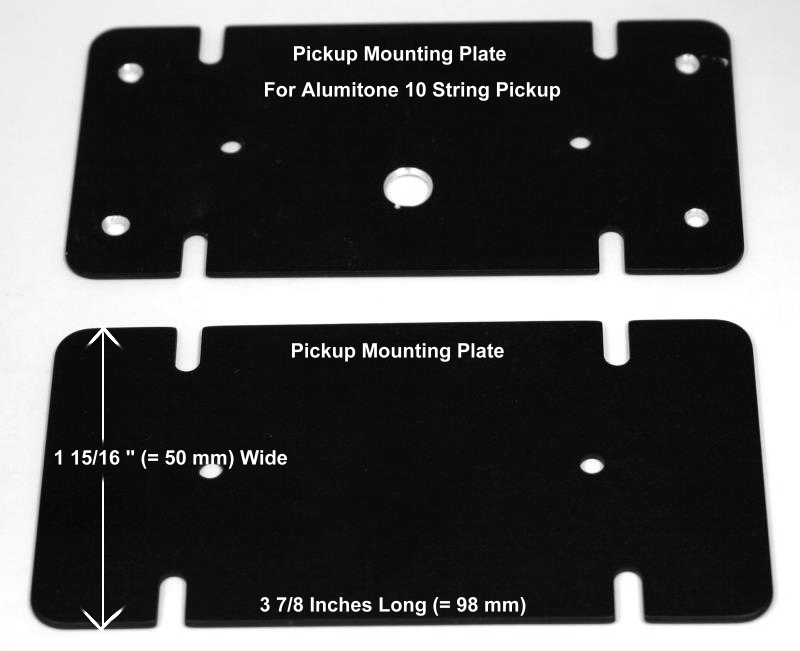 Pickup Mounting Plate
For Alumitone 10 String Pickup
Pickup Mounting Plate
1 15/16 " (= 50 mm) Wide
3 7/8 Inches Long (= 98 mm)